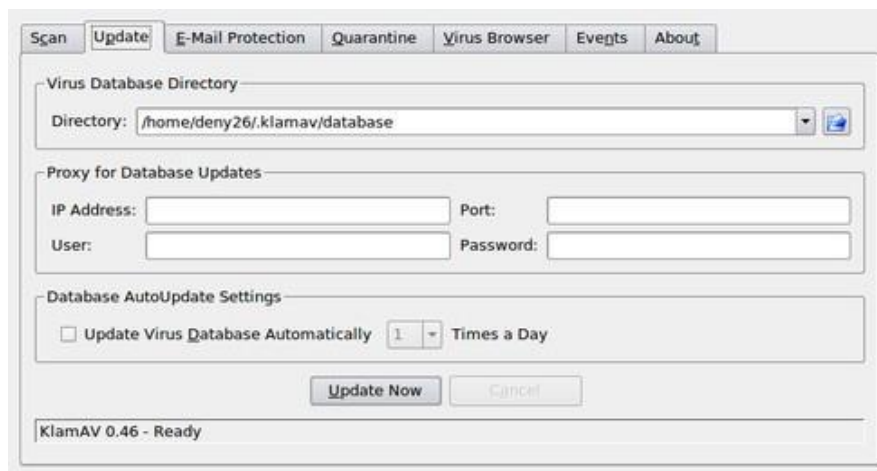 Scan Update E-Mail Protection Quarantine Virus Browser Events About
Virus Database Directory
Directory: /home/deny26/.klamav/database
Proxy for Database Updates
IP Address: Port:
User: Password:
Database AutoUpdate Settings
Update Virus Database Automatically 1 Times a Day
Update Now Cancel
KlamAV 0.46 - Ready